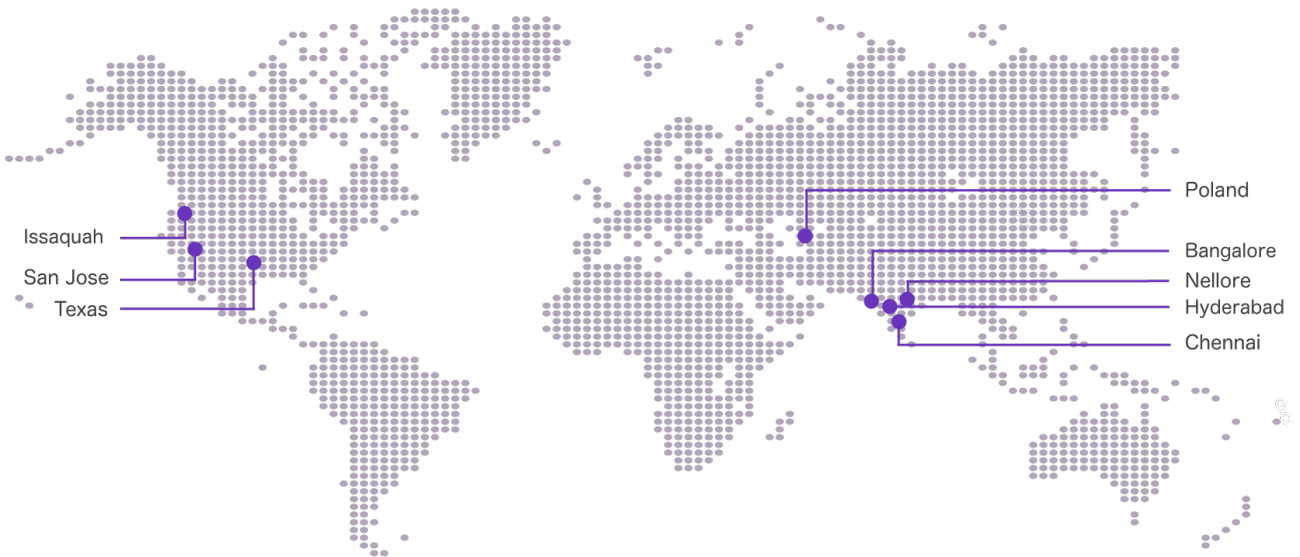 Issaquah
San Jose
Texas
Poland
Bangalore
Nellore
Hyderabad
Chennai